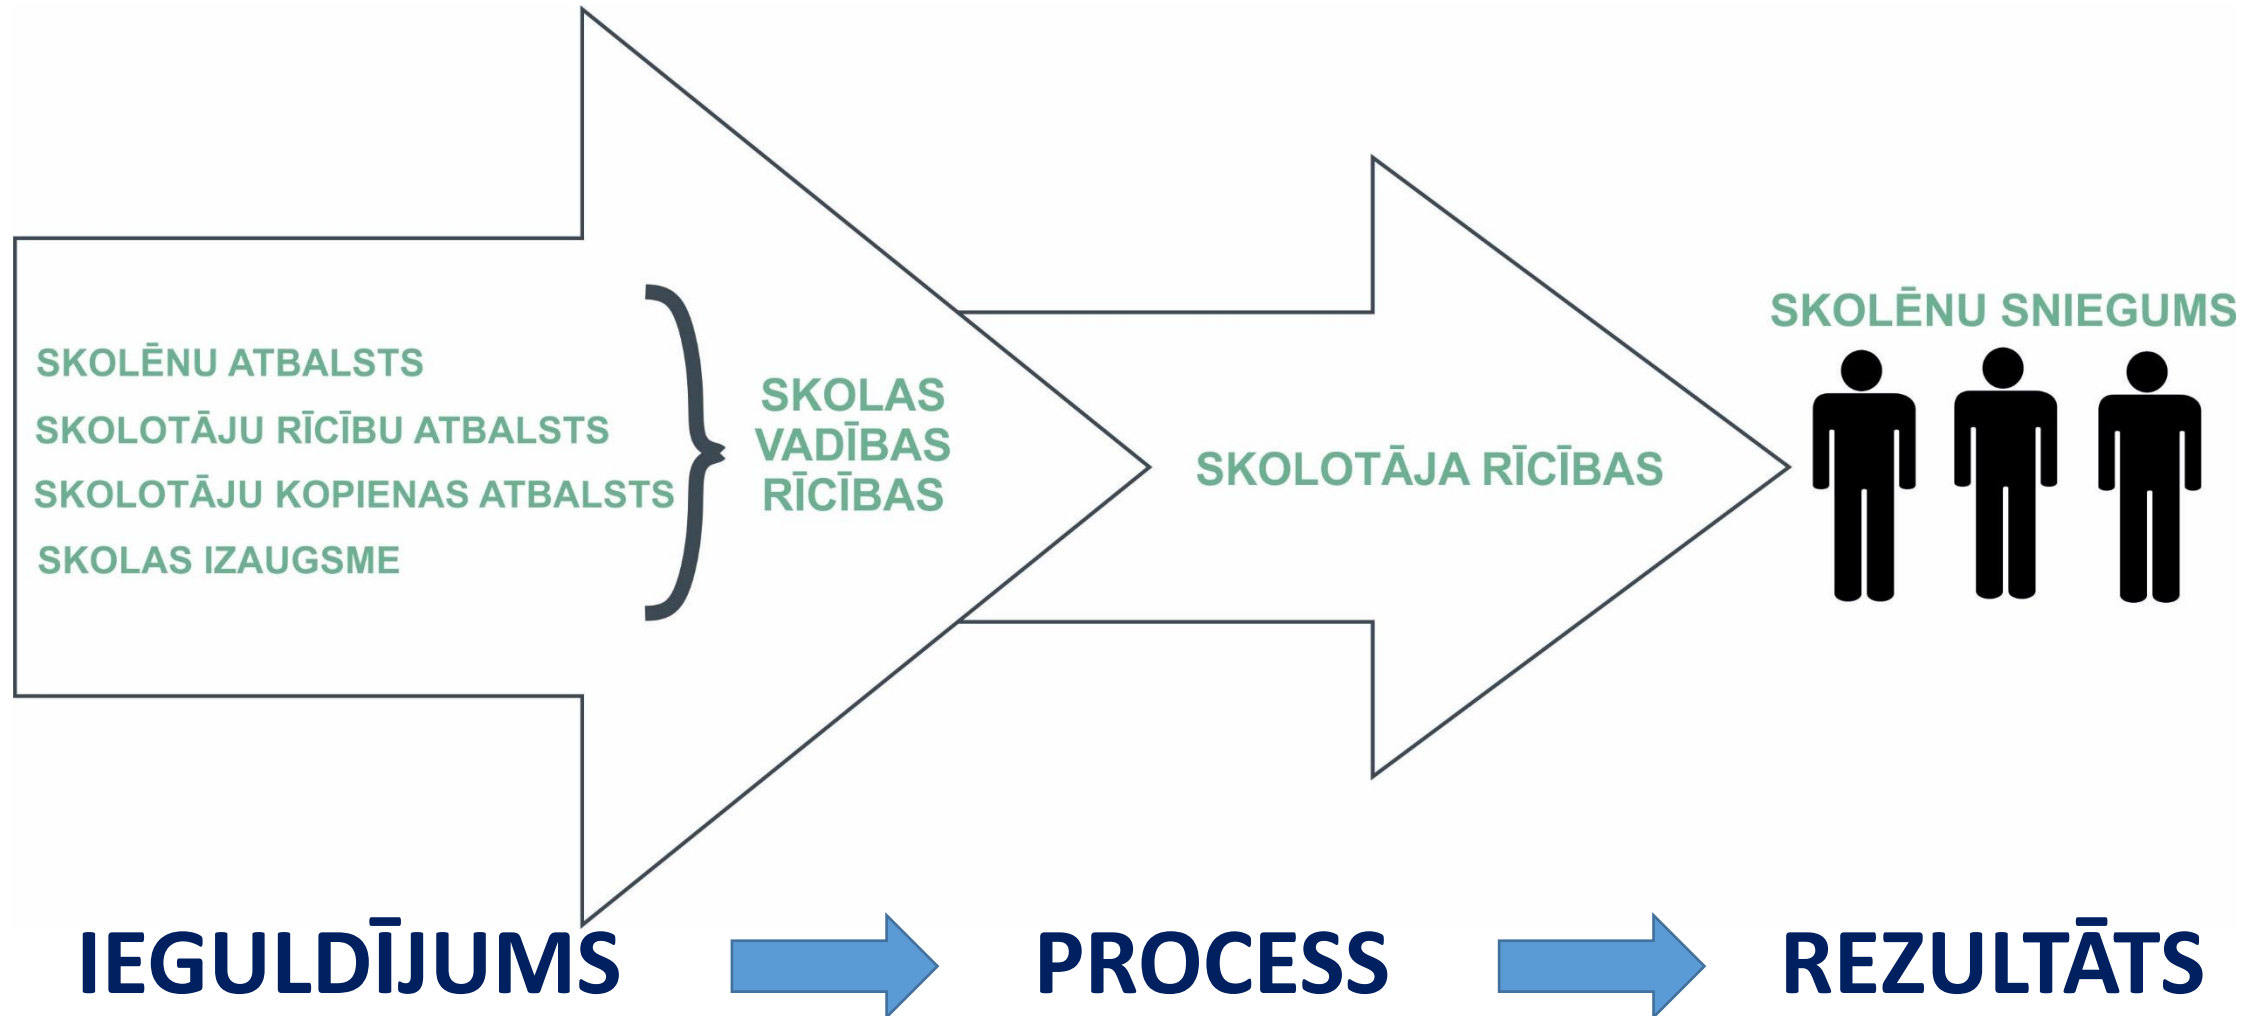 SKOLĒNU ATBALSTS
SKOLOTĀJU RĪCĪBU ATBALSTS
SKOLOTĀJU KOPIENAS ATBALSTS
SKOLAS IZAUGSME
SKOLAS
VADĪBAS
RĪCĪBAS
SKOLOTĀJA RĪCĪBAS
SKOLĒNU SNIEGUMS
IEGULDĪJUMS
PROCESS
REZULTĀTS